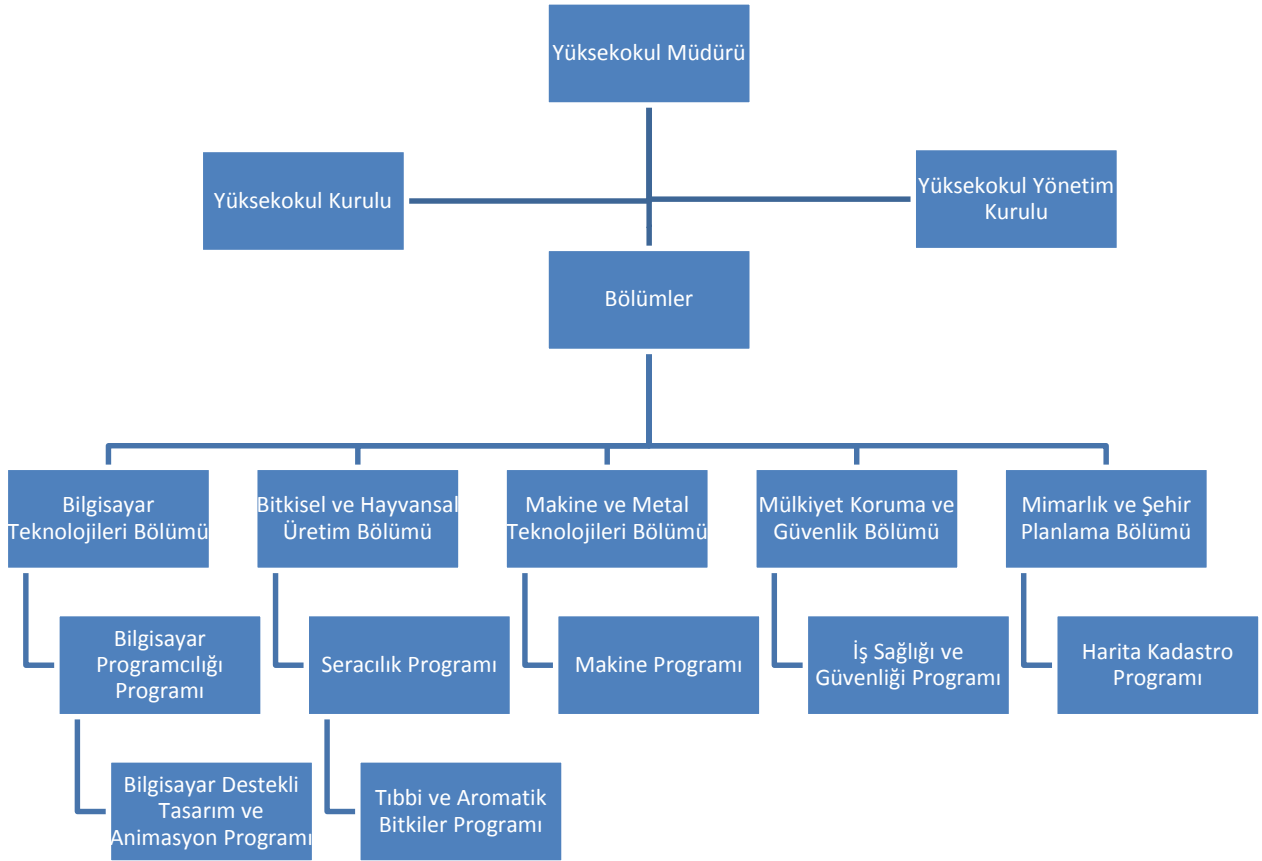 Yüksekokul Müdürü
Yüksekokul Kurulu
Yüksekokul Yönetim
Kurulu
Bölümler
Bilgisayar
Teknolojileri Bölümü
Bitkisel ve Hayvansal
Üretim Bölümü
Makine ve Metal
Teknolojileri Bölümü
Mülkiyet Koruma ve
Güvenlik Bölümü
Mimarlık ve Şehir
Planlama Bölümü
Bilgisayar
Programcılığı
Programı
Seracılık Programı
Makine Programı
İş Sağlığı ve
Güvenliği Programı
Harita Kadastro
Programı
Bilgisayar Destekli
Tasarım ve
Animasyon Programı
Tıbbi ve Aromatik
Bitkiler Programı